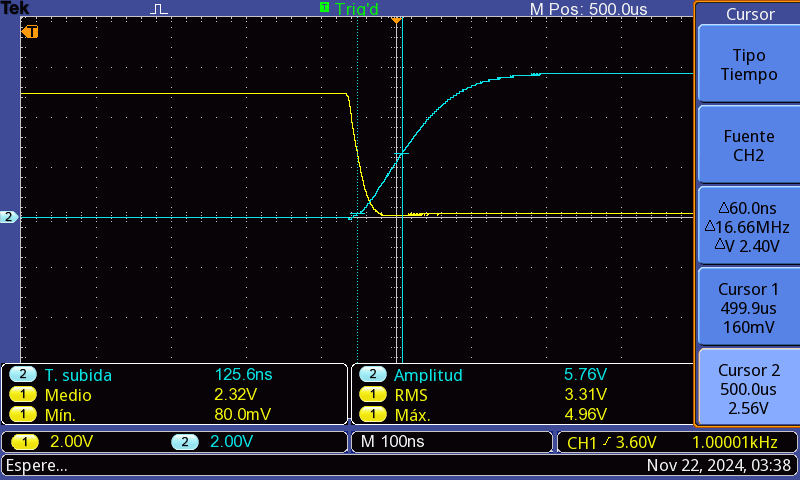 Tek T Trig'd M Pos: 500.0us Cursor
T
Tipo
Tiempo
Fuente
CH2
2
△60.0ns
△16.66MHz
△V 2.40V
Cursor 1
499.9us
160mV
Cursor 2
500.0us
2.56V
2 T. subida 125.6ns 2 Amplitud 5.76V
1 Medio 2.32V 1 RMS 3.31V
1 Mín. 80.0mV 1 Máx. 4.96V
1 2.00V 2 2.00V M 100ns CH1 3.60V 1.00001kHz
Espere... Nov 22, 2024, 03:38